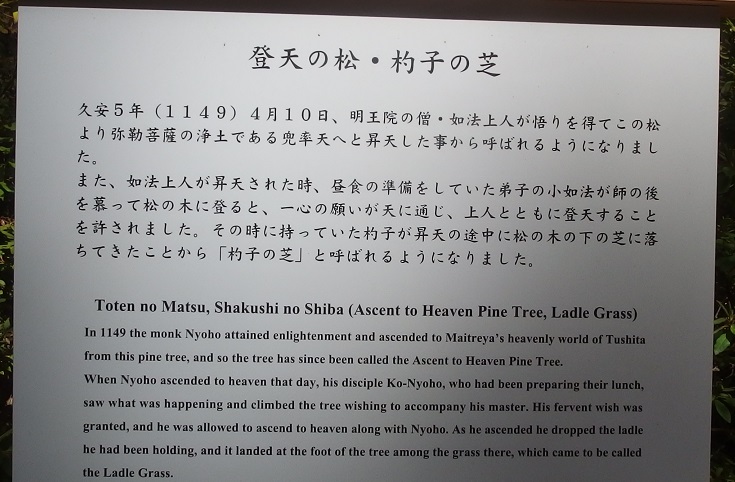 登天の松・杓子の芝
久安５年（１１４９）４月１０日、明王院の僧・如法上人が悟りを得てこの松
より弥勒菩薩の浄土である兜率天へと昇天した事から呼ばれるようになりまし
た。
また、如法上人が昇天された時、昼食の準備をしていた弟子の小如法が師の後
を慕って松の木に登ると、一心の願いが天に通じ、上人とともに登天すること
を許されました。その時に持っていた杓子が昇天の途中に松の木の下の芝に落
ちてきたことから「杓子の芝」と呼ばれるようになりました。
Toten no Matsu, Shakushi no Shiba (Ascent to Heaven Pine Tree, Ladle Grass)
In 1149 the monk Nyoho attained enlightenment and ascended to Maitreya's heavenly world of Tushita
from this pine tree, and so the tree has since been called the Ascent to Heaven Pine Tree.
When Nyoho ascended to heaven that day, his disciple Ko-Nyoho, who had been preparing their lunch,
saw what was happening and climbed the tree wishing to accompany his master. His fervent wish was
granted, and he was allowed to ascend to heaven along with Nyoho. As he ascended he dropped the ladle
he had been holding, and it landed at the foot of the tree among the grass there, which came to be called
the Ladle Grass.